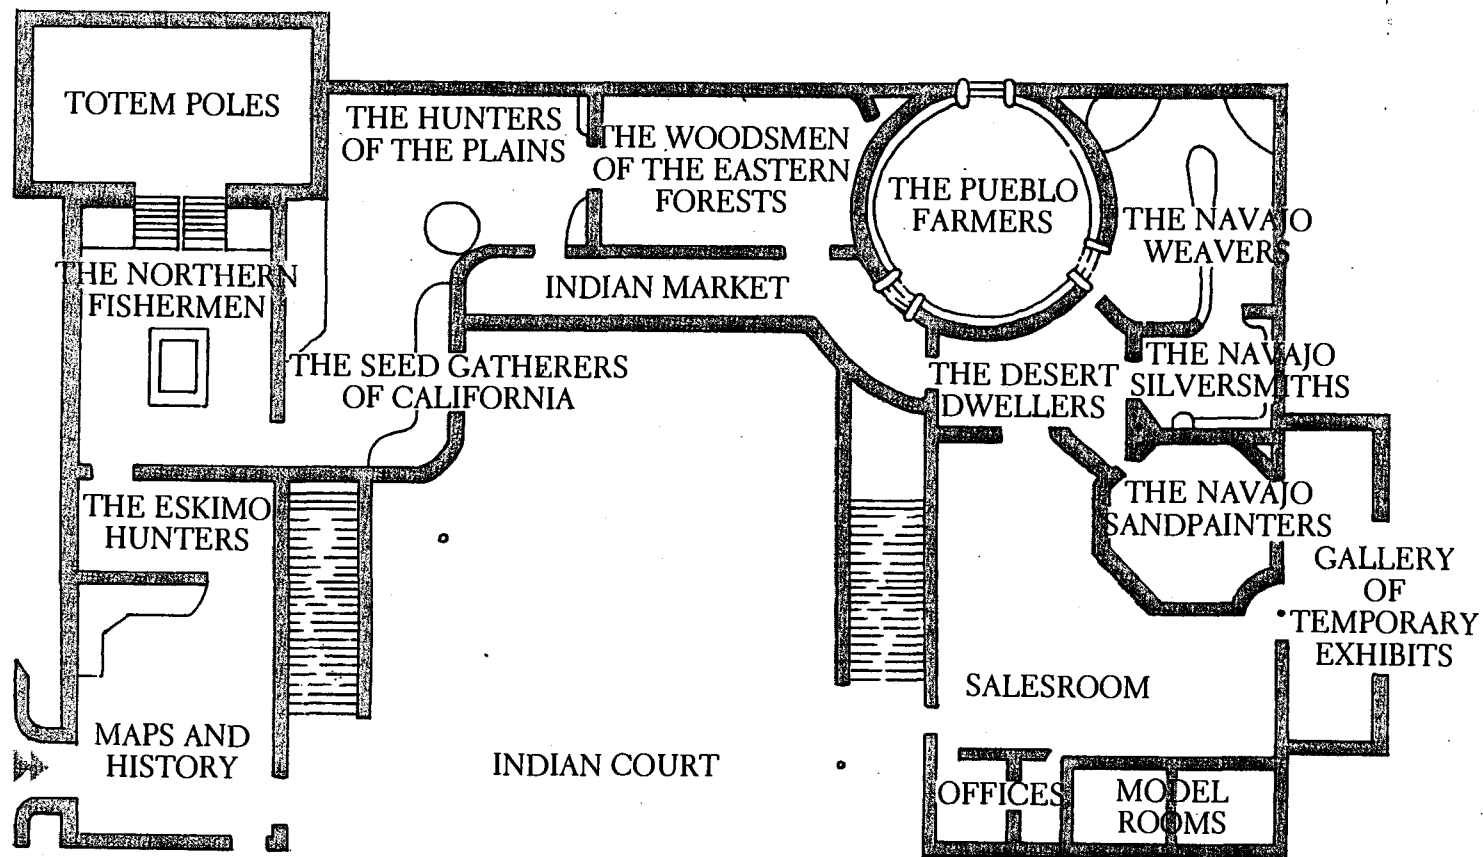 TOTEM POLES
THE HUNTERS
OF THE PLAINS
THE WOODSMEN
OF THE EASTERN
FORESTS
THE PUEBLO
FARMERS
THE NAVAJO
WEAVERS
THE NORTHERN
FISHERMEN
INDIAN MARKET
THE SEED GATHERERS
OF CALIFORNIA
THE DESERT
DWELLERS
THE NAVAJO
SILVERSMITHS
THE ESKIMO
HUNTERS
THE NAVAJO
SANDPAINTERS
GALLERY
OF
TEMPORARY
EXHIBITS
SALESROOM
MAPS AND
HISTORY
INDIAN COURT
OFFICES
MODEL
ROOMS